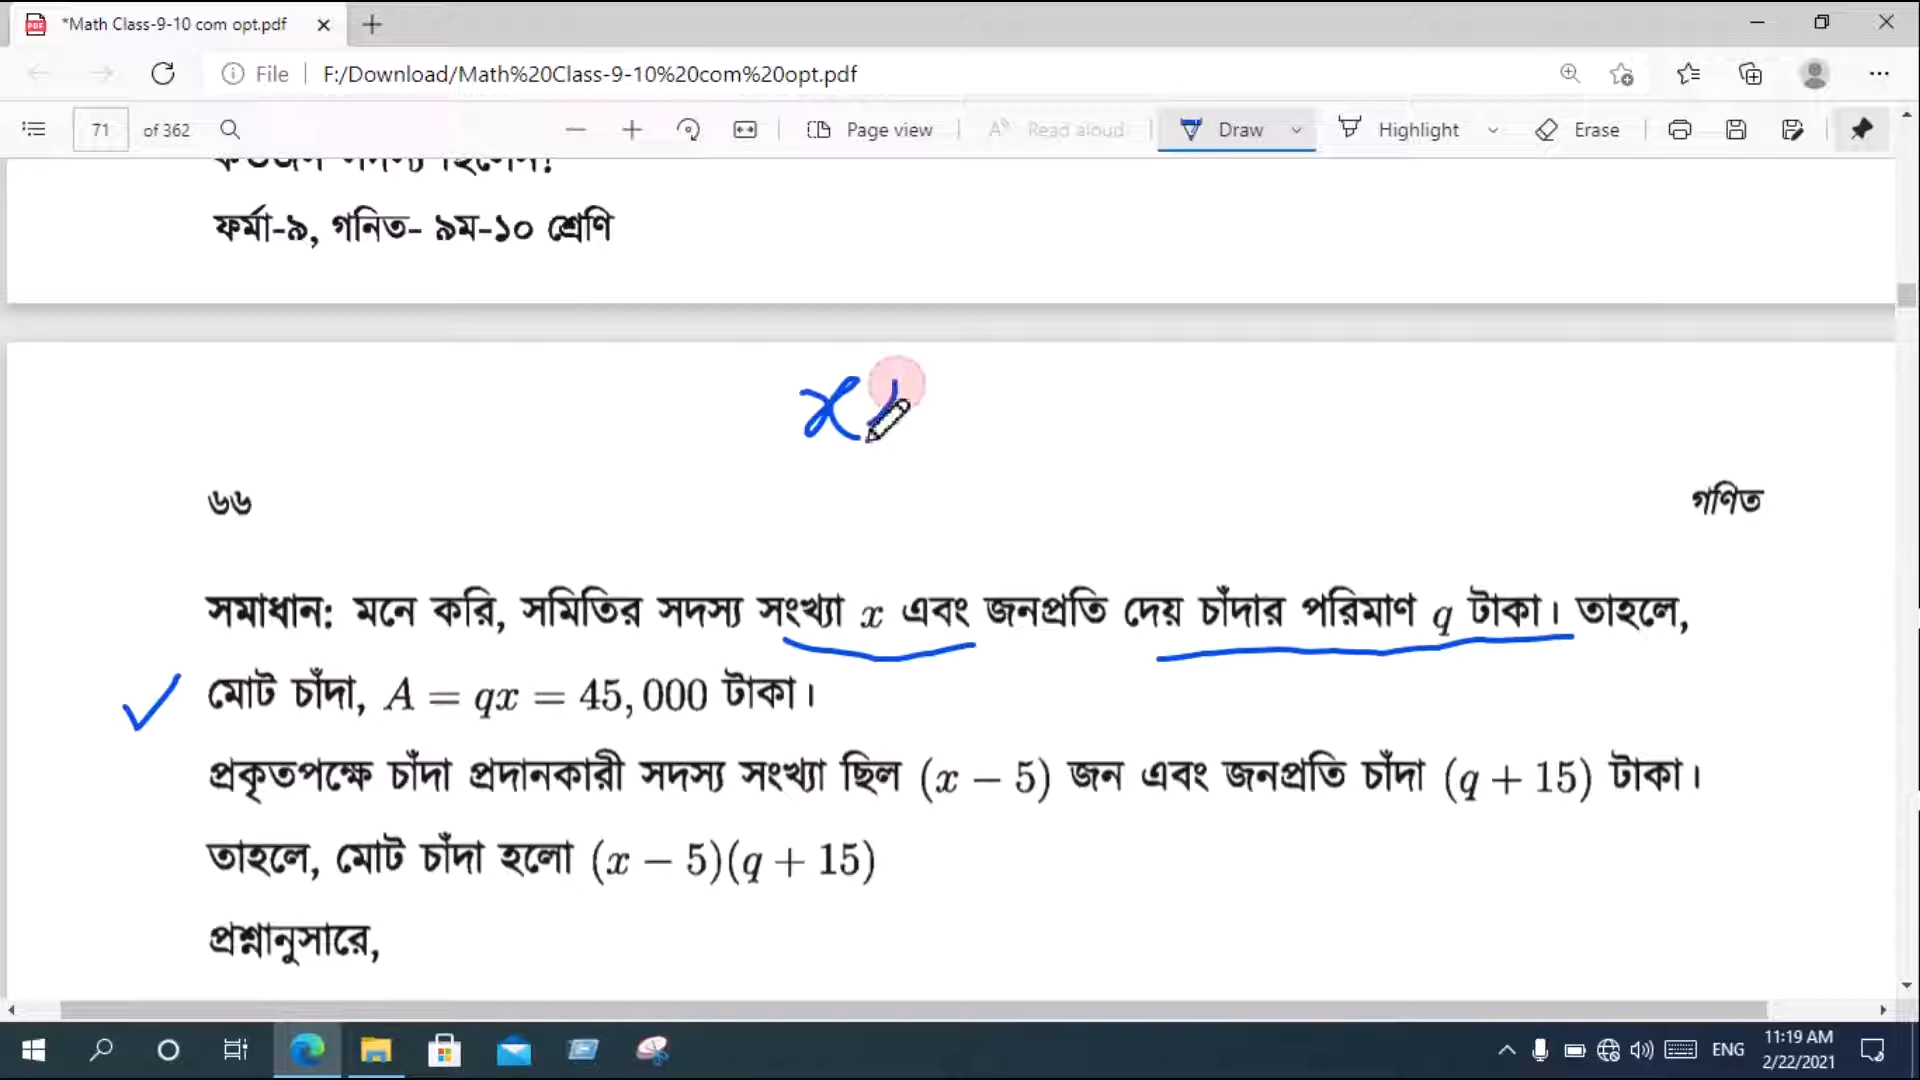 *Math Class-9-10 com opt.pdf
File F:/Download/Math%20Class-9-10%20com%20opt.pdf
71 of 362 Page view Read aloud Draw Highlight Erase
কতজন সদস্য ছিলেন?
ফর্মা-৯, গনিত- ৯ম-১০ শ্রেণি
x
৬৬ গণিত
সমাধান: মনে করি, সমিতির সদস্য সংখ্যা x এবং জনপ্রতি দেয় চাঁদার পরিমাণ q টাকা। তাহলে,
মোট চাঁদা, A = qx = 45,000 টাকা।
প্রকৃতপক্ষে চাঁদা প্রদানকারী সদস্য সংখ্যা ছিল (x − 5) জন এবং জনপ্রতি চাঁদা (q + 15) টাকা।
তাহলে, মোট চাঁদা হলো (x − 5)(q + 15)
প্রশ্নানুসারে,
ENG 11:19 AM
2/22/2021